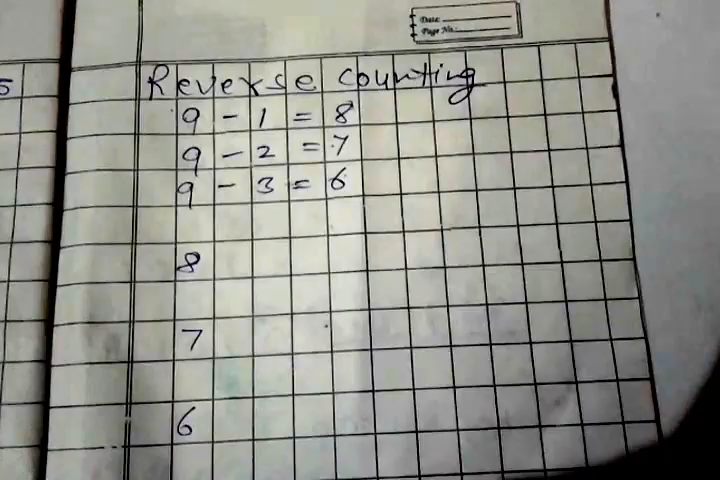 Date:
Page No.:
5
Reverse counting
9 - 1 = 8
9 - 2 = 7
9 - 3 = 6
8
7
6